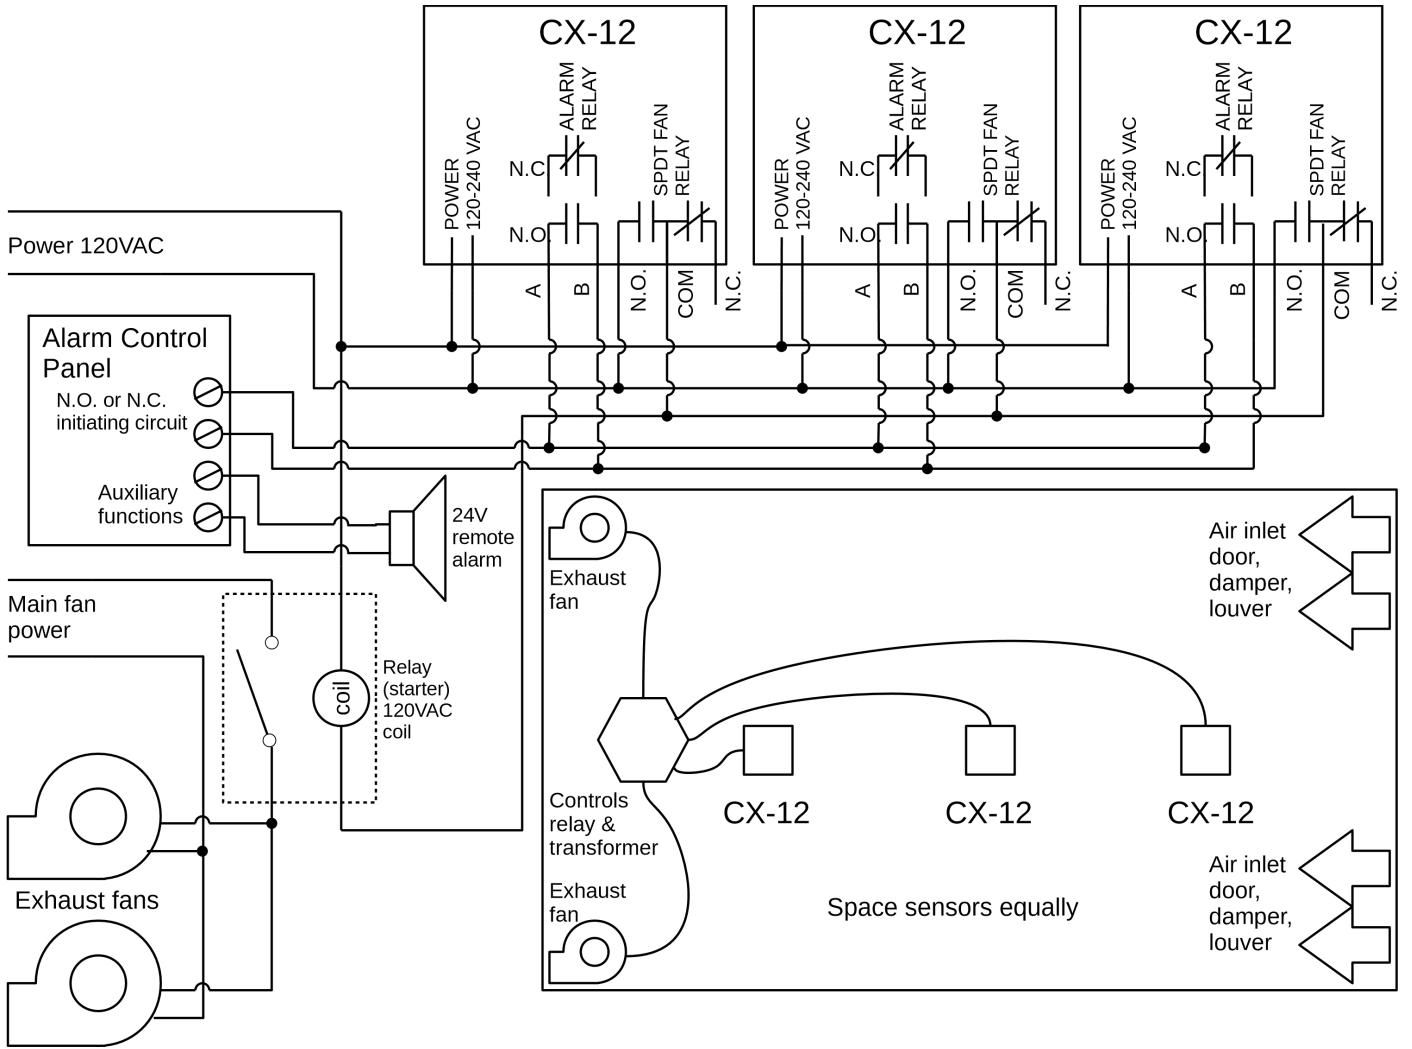 CX-12
POWER
120-240 VAC
ALARM
RELAY
N.C.
N.O.
SPDT FAN
RELAY
A
B
N.O.
COM
N.C.
CX-12
POWER
120-240 VAC
ALARM
RELAY
N.C
N.O.
SPDT FAN
RELAY
A
B
N.O.
COM
N.C.
CX-12
POWER
120-240 VAC
ALARM
RELAY
N.C
N.O.
SPDT FAN
RELAY
A
B
N.O.
COM
N.C.
Power 120VAC
Alarm Control
Panel
N.O. or N.C.
initiating circuit
Auxiliary
functions
24V
remote
alarm
Main fan
power
coil
Relay
(starter)
120VAC
coil
Exhaust fans
Exhaust
fan
Air inlet
door,
damper,
louver
Controls
relay &
transformer
CX-12
CX-12
CX-12
Exhaust
fan
Space sensors equally
Air inlet
door,
damper,
louver